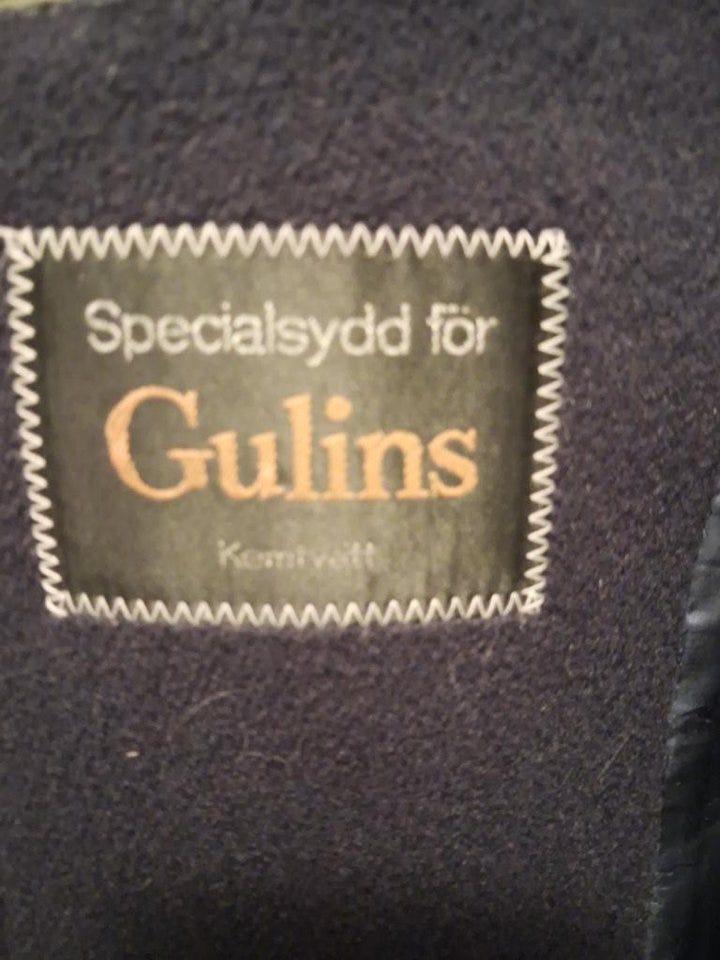 Specialsydd för
Gulins
Kemtvätt